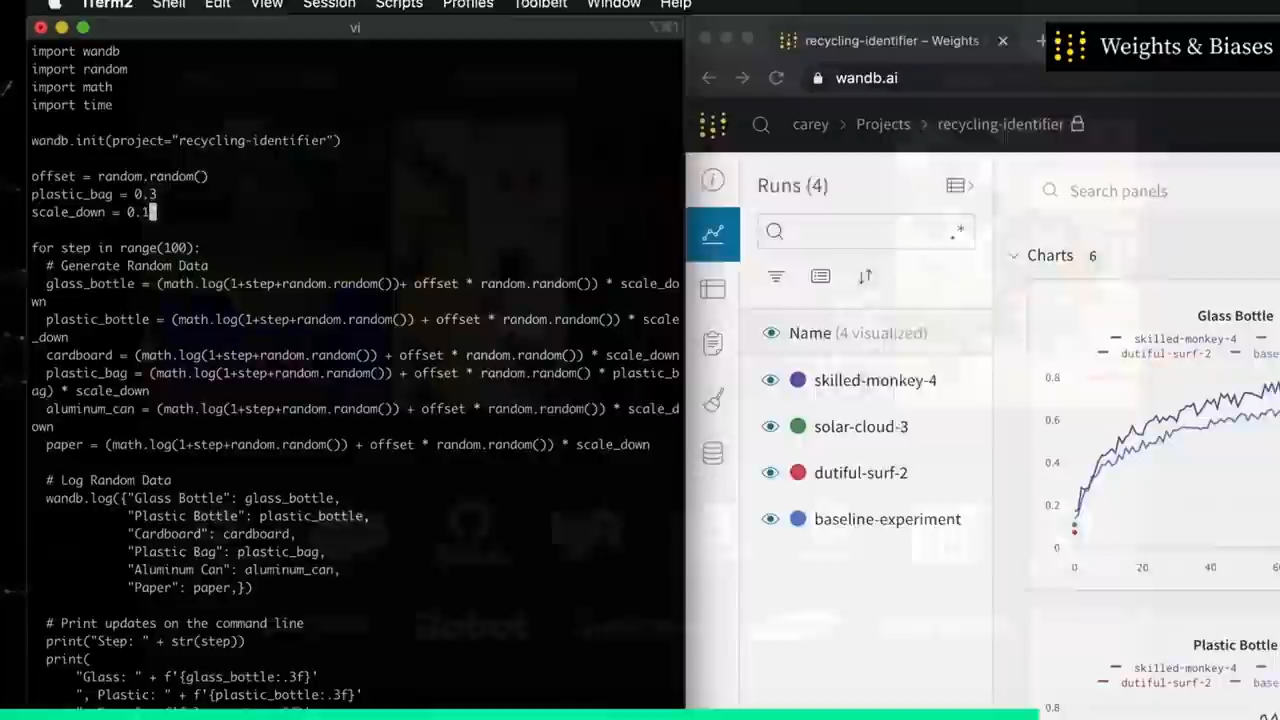 iTerm2 Shell Edit View Session Scripts Profiles Toolbelt Window Help
vi
import wandb
import random
import math
import time
wandb.init(project="recycling-identifier")
offset = random.random()
plastic_bag = 0.3
scale_down = 0.1
for step in range(100):
# Generate Random Data
glass_bottle = (math.log(1+step+random.random())+ offset * random.random()) * scale_do
wn
plastic_bottle = (math.log(1+step+random.random()) + offset * random.random()) * scale
_down
cardboard = (math.log(1+step+random.random()) + offset * random.random()) * scale_down
plastic_bag = (math.log(1+step+random.random()) + offset * random.random() * plastic_b
ag) * scale_down
aluminum_can = (math.log(1+step+random.random()) + offset * random.random()) * scale_d
own
paper = (math.log(1+step+random.random()) + offset * random.random()) * scale_down
# Log Random Data
wandb.log({"Glass Bottle": glass_bottle,
"Plastic Bottle": plastic_bottle,
"Cardboard": cardboard,
"Plastic Bag": plastic_bag,
"Aluminum Can": aluminum_can,
"Paper": paper,})
# Print updates on the command line
print("Step: " + str(step))
print(
"Glass: " + f'{glass_bottle:.3f}'
", Plastic: " + f'{plastic_bottle:.3f}'
recycling-identifier – Weights
Weights & Biases
wandb.ai
carey > Projects > recycling-identifier
Runs (4)
.*
Name (4 visualized)
skilled-monkey-4
solar-cloud-3
dutiful-surf-2
baseline-experiment
Search panels
Charts 6
Glass Bottle
skilled-monkey-4
dutiful-surf-2 base
0.8
0.6
0.4
0.2
0
0 20 40 60
Plastic Bottle
skilled-monkey-4
dutiful-surf-2 base
0.8